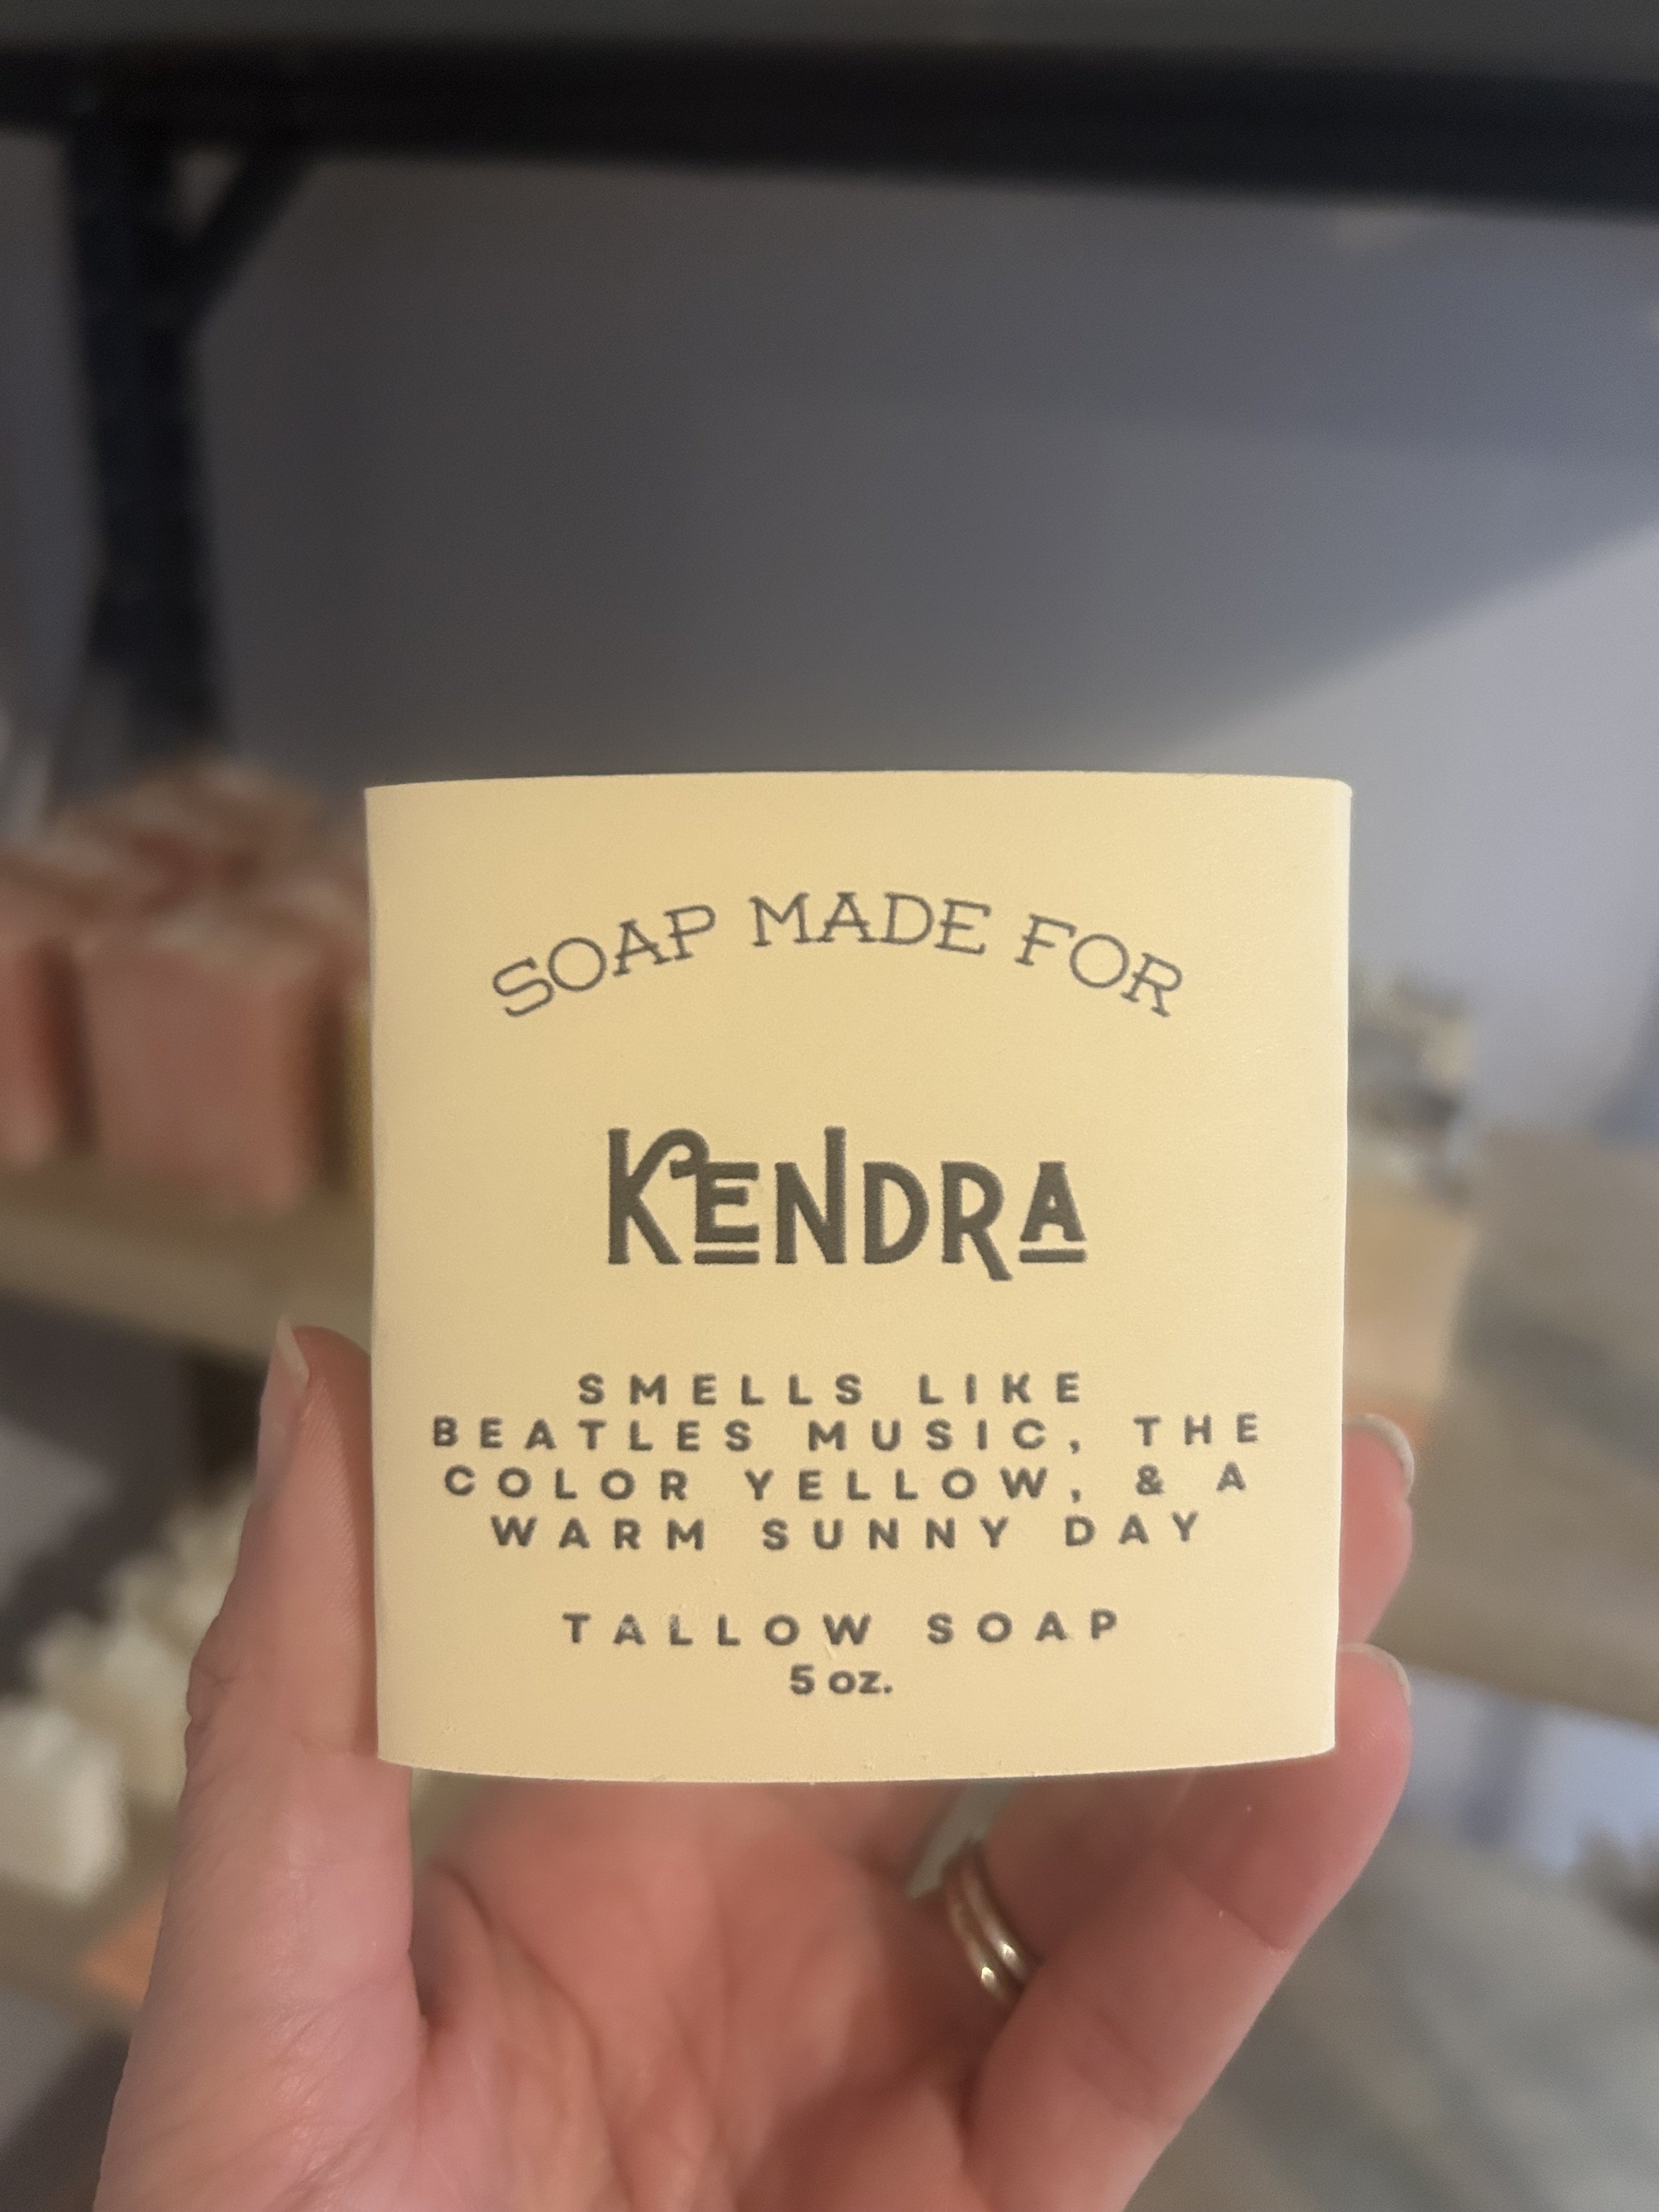 SOAP MADE FOR
KENDRA
SMELLS LIKE
BEATLES MUSIC, THE
COLOR YELLOW, & A
WARM SUNNY DAY
TALLOW SOAP
5 oz.